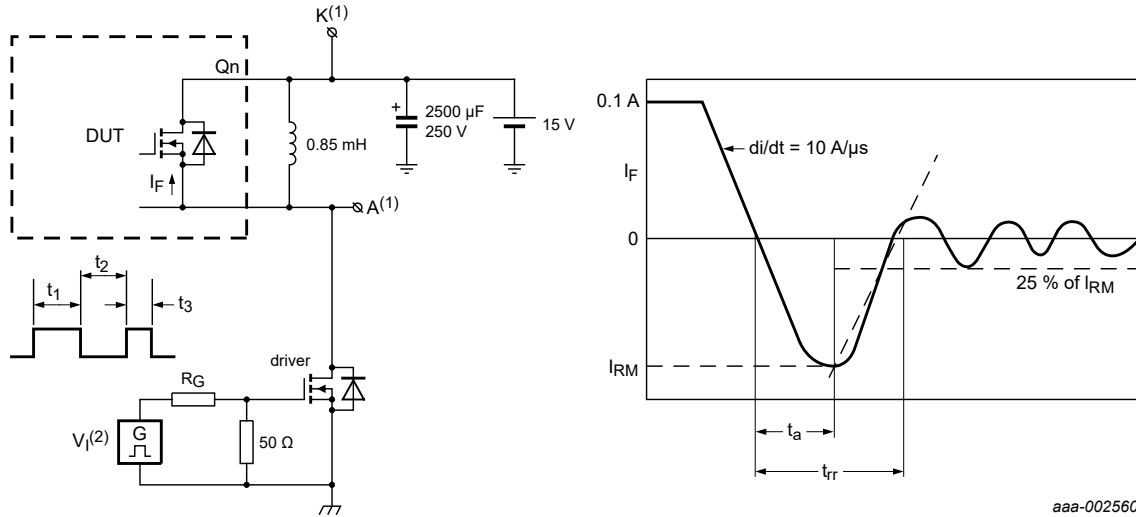 K(1)
Qn
+
2500 μF
250 V
15 V
0.85 mH
DUT
IF
A(1)
t1
t2
t3
driver
RG
VI(2)
G
50 Ω
0.1 A
di/dt = 10 A/μs
IF
0
25 % of IRM
IRM
ta
trr
aaa-002560